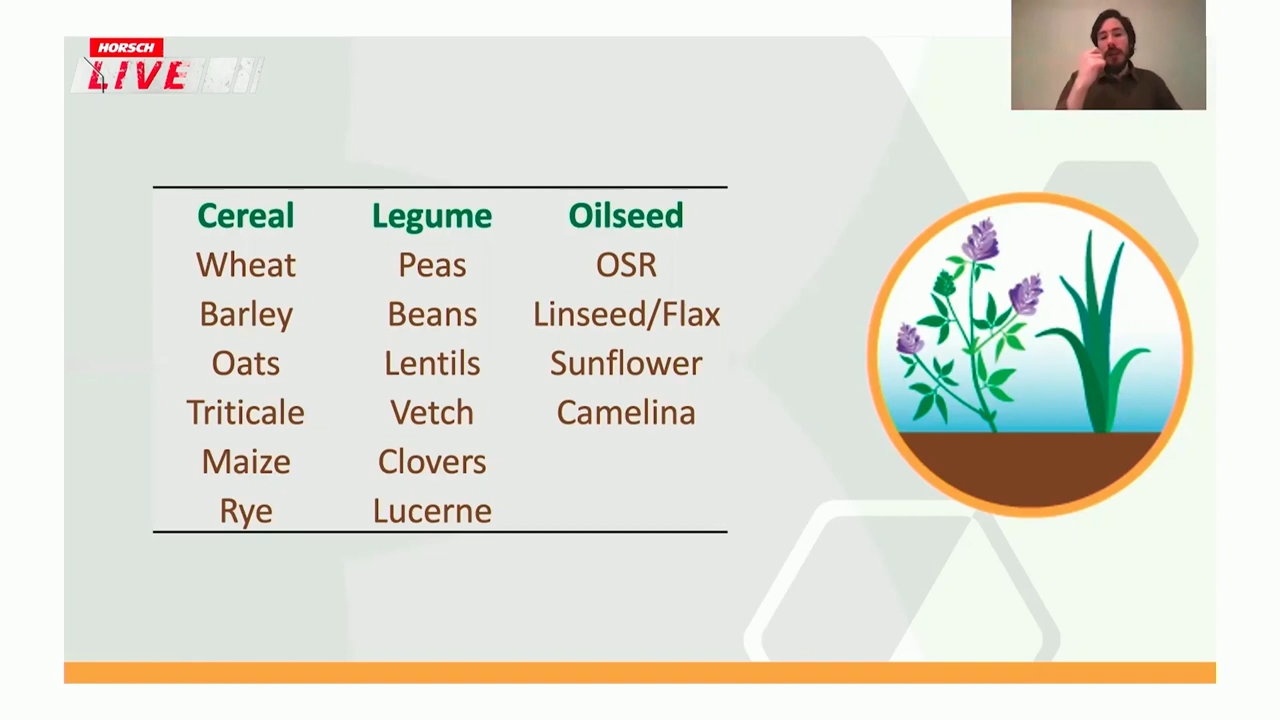 HORSCH
LIVE
Cereal Legume Oilseed
Wheat Peas OSR
Barley Beans Linseed/Flax
Oats Lentils Sunflower
Triticale Vetch Camelina
Maize Clovers
Rye Lucerne